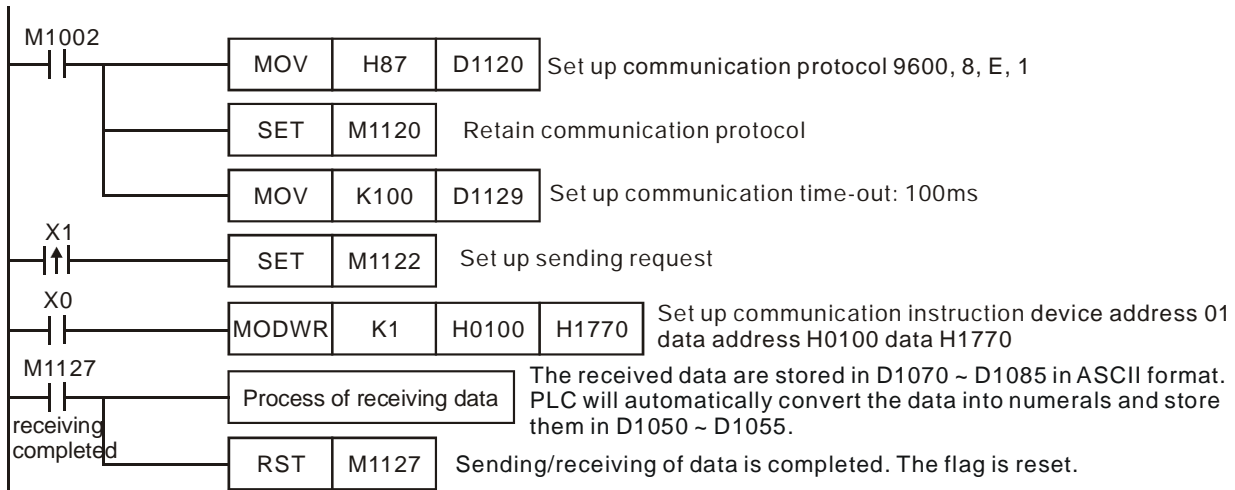 M1002
MOV H87 D1120 Set up communication protocol 9600, 8, E, 1
SET M1120 Retain communication protocol
MOV K100 D1129 Set up communication time-out: 100ms
X1
SET M1122 Set up sending request
X0
MODWR K1 H0100 H1770 Set up communication instruction device address 01
data address H0100 data H1770
M1127
receiving
completed
Process of receiving data
The received data are stored in D1070 ~ D1085 in ASCII format.
PLC will automatically convert the data into numerals and store
them in D1050 ~ D1055.
RST M1127 Sending/receiving of data is completed. The flag is reset.